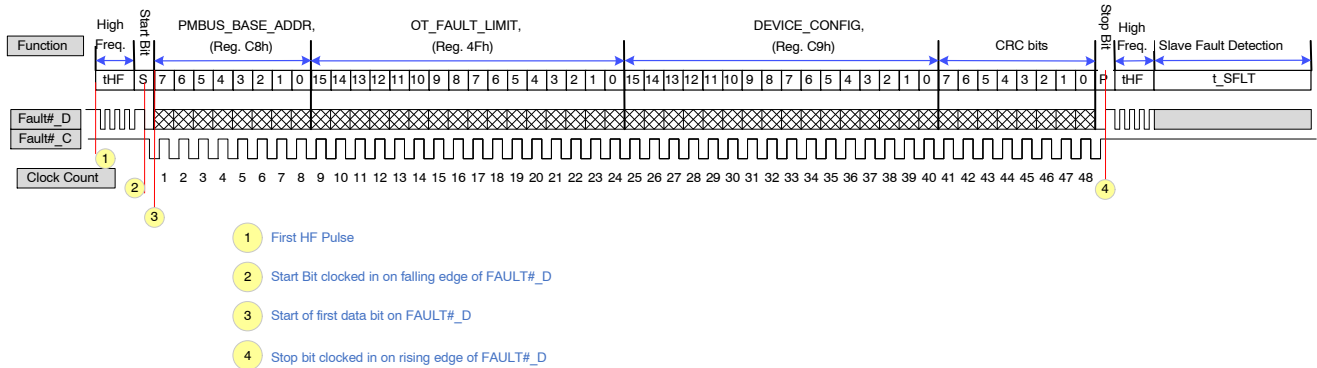 High
Freq.
Start Bit
PMBUS_BASE_ADDR,
(Reg. C8h)
OT_FAULT_LIMIT,
(Reg. 4Fh)
DEVICE_CONFIG,
(Reg. C9h)
CRC bits
Stop Bit
High
Freq.
Slave Fault Detection
Function
tHF S 7 6 5 4 3 2 1 0 15 14 13 12 11 10 9 8 7 6 5 4 3 2 1 0 15 14 13 12 11 10 9 8 7 6 5 4 3 2 1 0 7 6 5 4 3 2 1 0 P tHF t_SFLT
Fault#_D
Fault#_C
1
Clock Count
2
1 2 3 4 5 6 7 8 9 10 11 12 13 14 15 16 17 18 19 20 21 22 23 24 25 26 27 28 29 30 31 32 33 34 35 36 37 38 39 40 41 42 43 44 45 46 47 48
4
3
1 First HF Pulse
2 Start Bit clocked in on falling edge of FAULT#_D
3 Start of first data bit on FAULT#_D
4 Stop bit clocked in on rising edge of FAULT#_D